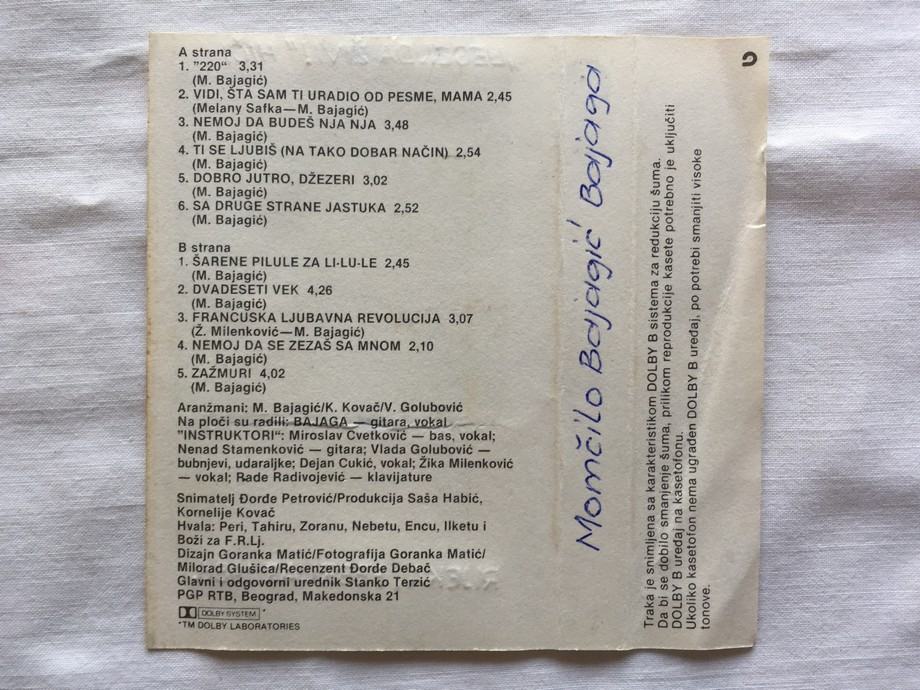 A strana
1. "220" 3,31
(M. Bajagić)
2. VIDI, ŠTA SAM TI URADIO OD PESME, MAMA 2,45
(Melany Safka—M. Bajagić)
3. NEMOJ DA BUDEŠ NJA NJA 3,48
(M. Bajagić)
4. TI SE LJUBIŠ (NA TAKO DOBAR NAČIN) 2,54
(M. Bajagić)
5. DOBRO JUTRO, DŽEZERI 3,02
(M. Bajagić)
6. SA DRUGE STRANE JASTUKA 2,52
(M. Bajagić)
B strana
1. ŠARENE PILULE ZA LI-LU-LE 2,45
(M. Bajagić)
2. DVADESETI VEK 4,26
(M. Bajagić)
3. FRANCUSKA LJUBAVNA REVOLUCIJA 3,07
(Ž. Milenković—M. Bajagić)
4. NEMOJ DA SE ZEZAŠ SA MNOM 2,10
(M. Bajagić)
5. ZAŽMURI 4,02
(M. Bajagić)
Aranžmani: M. Bajagić/K. Kovač/V. Golubović
Na ploči su radili: BAJAGA — gitara, vokal
"INSTRUKTORI": Miroslav Cvetković — bas, vokal;
Nenad Stamenković — gitara; Vlada Golubović —
bubnjevi, udaraljke; Dejan Cukić, vokal; Žika Milenković
— vokal; Rade Radivojević — klavijature
Snimatelj Đorđe Petrović/Produkcija Saša Habić,
Kornelije Kovač
Hvala: Peri, Tahiru, Zoranu, Nebetu, Encu, Ilketu i
Boži za F.R.Lj.
Dizajn Goranka Matić/Fotografija Goranka Matić/
Milorad Glušica/Recenzent Đorđe Debač
Glavni i odgovorni urednik Stanko Terzić
PGP RTB, Beograd, Makedonska 21
DOLBY SYSTEM *
*TM DOLBY LABORATORIES
Momčilo Bajagić Bajaga
Traka je snimljena sa karakteristikom DOLBY B sistema za redukciju šuma.
Da bi se dobilo smanjenje šuma, prilikom reprodukcije kasete potrebno je uključiti
DOLBY B uređaj na kasetofonu.
Ukoliko kasetofon nema ugrađen DOLBY B uređaj, po potrebi smanjiti visoke
tonove.